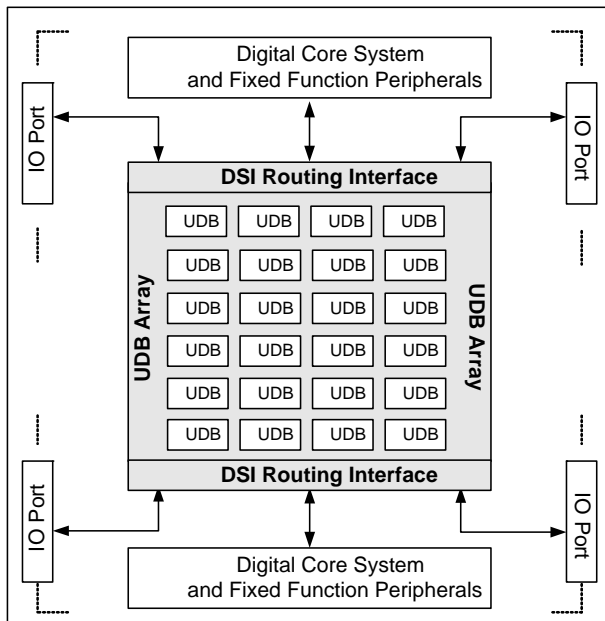 Digital Core System
and Fixed Function Peripherals
IO Port
IO Port
DSI Routing Interface
UDB UDB UDB UDB
UDB UDB UDB UDB
UDB UDB UDB UDB
UDB UDB UDB UDB
UDB UDB UDB UDB
UDB UDB UDB UDB
UDB Array
UDB Array
DSI Routing Interface
IO Port
IO Port
Digital Core System
and Fixed Function Peripherals